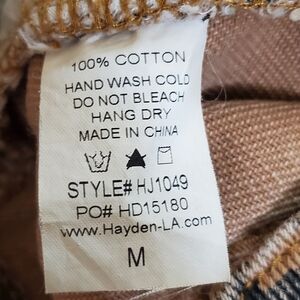 100% COTTON
HAND WASH COLD
DO NOT BLEACH
HANG DRY
MADE IN CHINA
STYLE# HJ1049
PO# HD15180
www.Hayden-LA.com
M